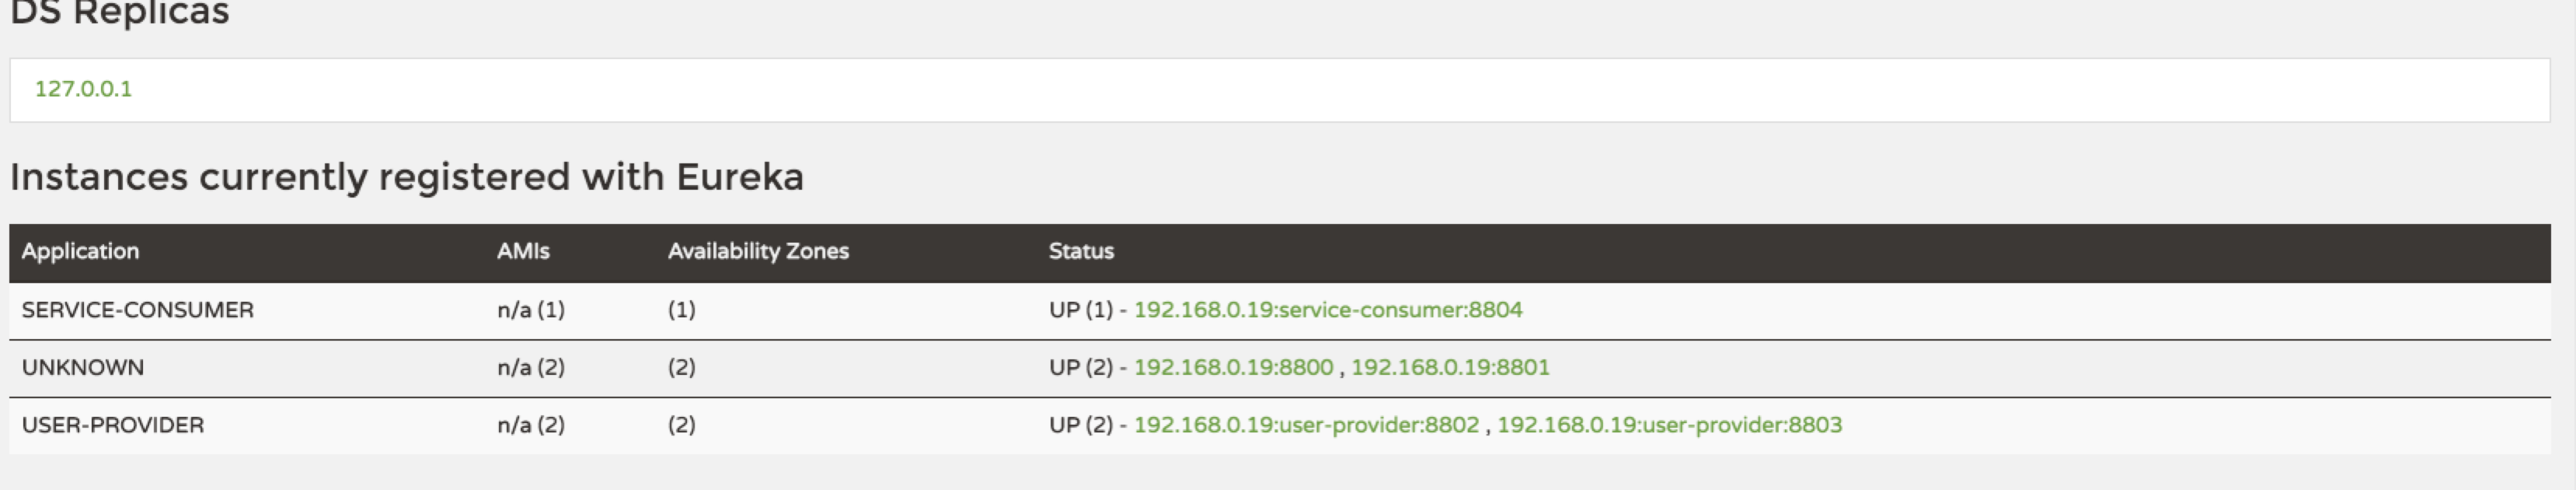 DS Replicas
127.0.0.1
Instances currently registered with Eureka
Application AMIs Availability Zones Status
SERVICE-CONSUMER n/a (1) (1) UP (1) - 192.168.0.19:service-consumer:8804
UNKNOWN n/a (2) (2) UP (2) - 192.168.0.19:8800 , 192.168.0.19:8801
USER-PROVIDER n/a (2) (2) UP (2) - 192.168.0.19:user-provider:8802 , 192.168.0.19:user-provider:8803